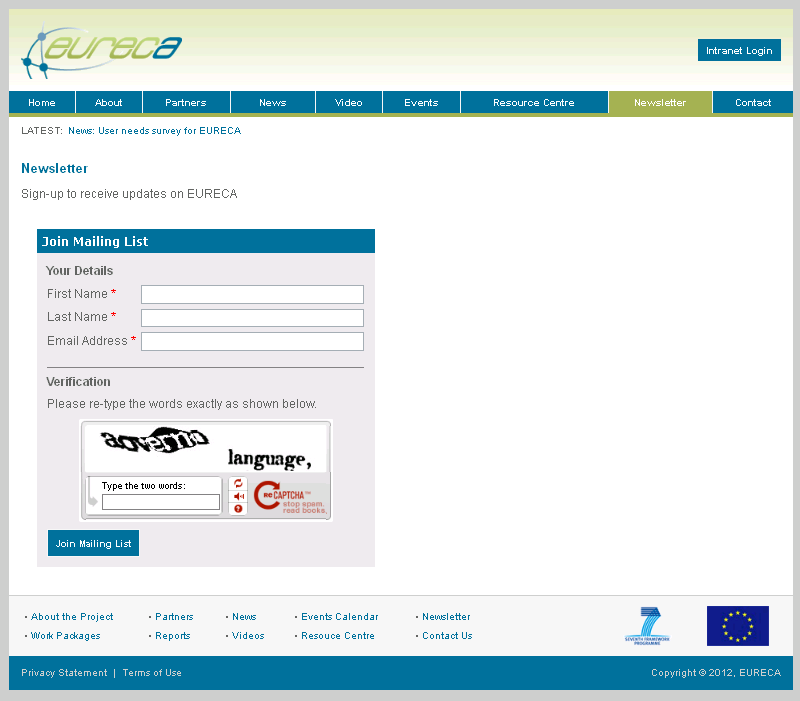 eureca
Intranet Login
Home About Partners News Video Events Resource Centre Newsletter Contact
LATEST: News: User needs survey for EURECA
Newsletter
Sign-up to receive updates on EURECA
Join Mailing List
Your Details
First Name *
Last Name *
Email Address *
Verification
Please re-type the words exactly as shown below.
language,
Type the two words:
reCAPTCHA™
stop spam.
read books.
Join Mailing List
• About the Project • Partners • News • Events Calendar • Newsletter
• Work Packages • Reports • Videos • Resouce Centre • Contact Us
SEVENTH FRAMEWORK
PROGRAMME
Privacy Statement | Terms of Use
Copyright © 2012, EURECA